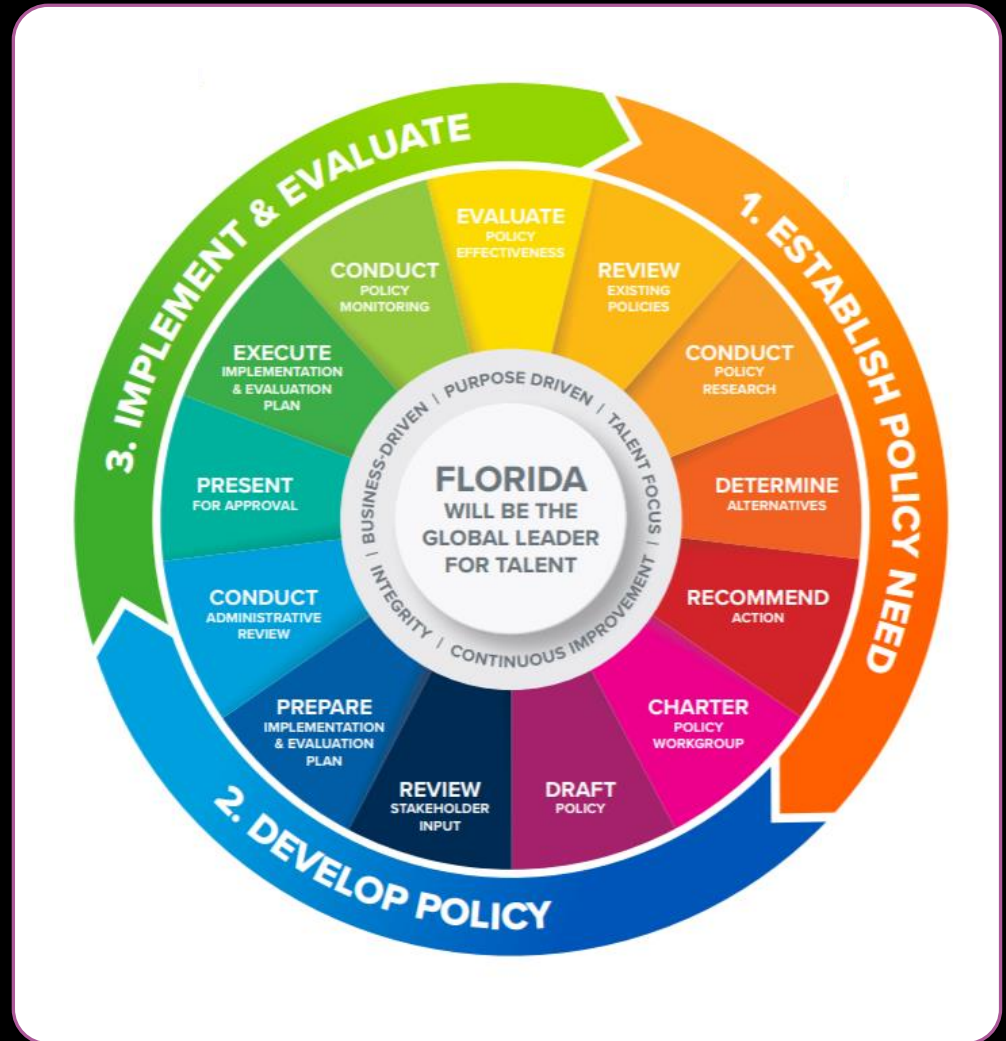 1. ESTABLISH POLICY NEED
REVIEW
EXISTING
POLICIES
CONDUCT
POLICY
RESEARCH
DETERMINE
ALTERNATIVES
RECOMMEND
ACTION
2. DEVELOP POLICY
CHARTER
POLICY
WORKGROUP
DRAFT
POLICY
REVIEW
STAKEHOLDER
INPUT
PREPARE
IMPLEMENTATION
& EVALUATION
PLAN
CONDUCT
ADMINISTRATIVE
REVIEW
3. IMPLEMENT & EVALUATE
PRESENT
FOR APPROVAL
EXECUTE
IMPLEMENTATION
& EVALUATION
PLAN
CONDUCT
POLICY
MONITORING
EVALUATE
POLICY
EFFECTIVENESS
BUSINESS-DRIVEN | PURPOSE DRIVEN | TALENT FOCUS | CONTINUOUS IMPROVEMENT | INTEGRITY |
FLORIDA
WILL BE THE
GLOBAL LEADER
FOR TALENT